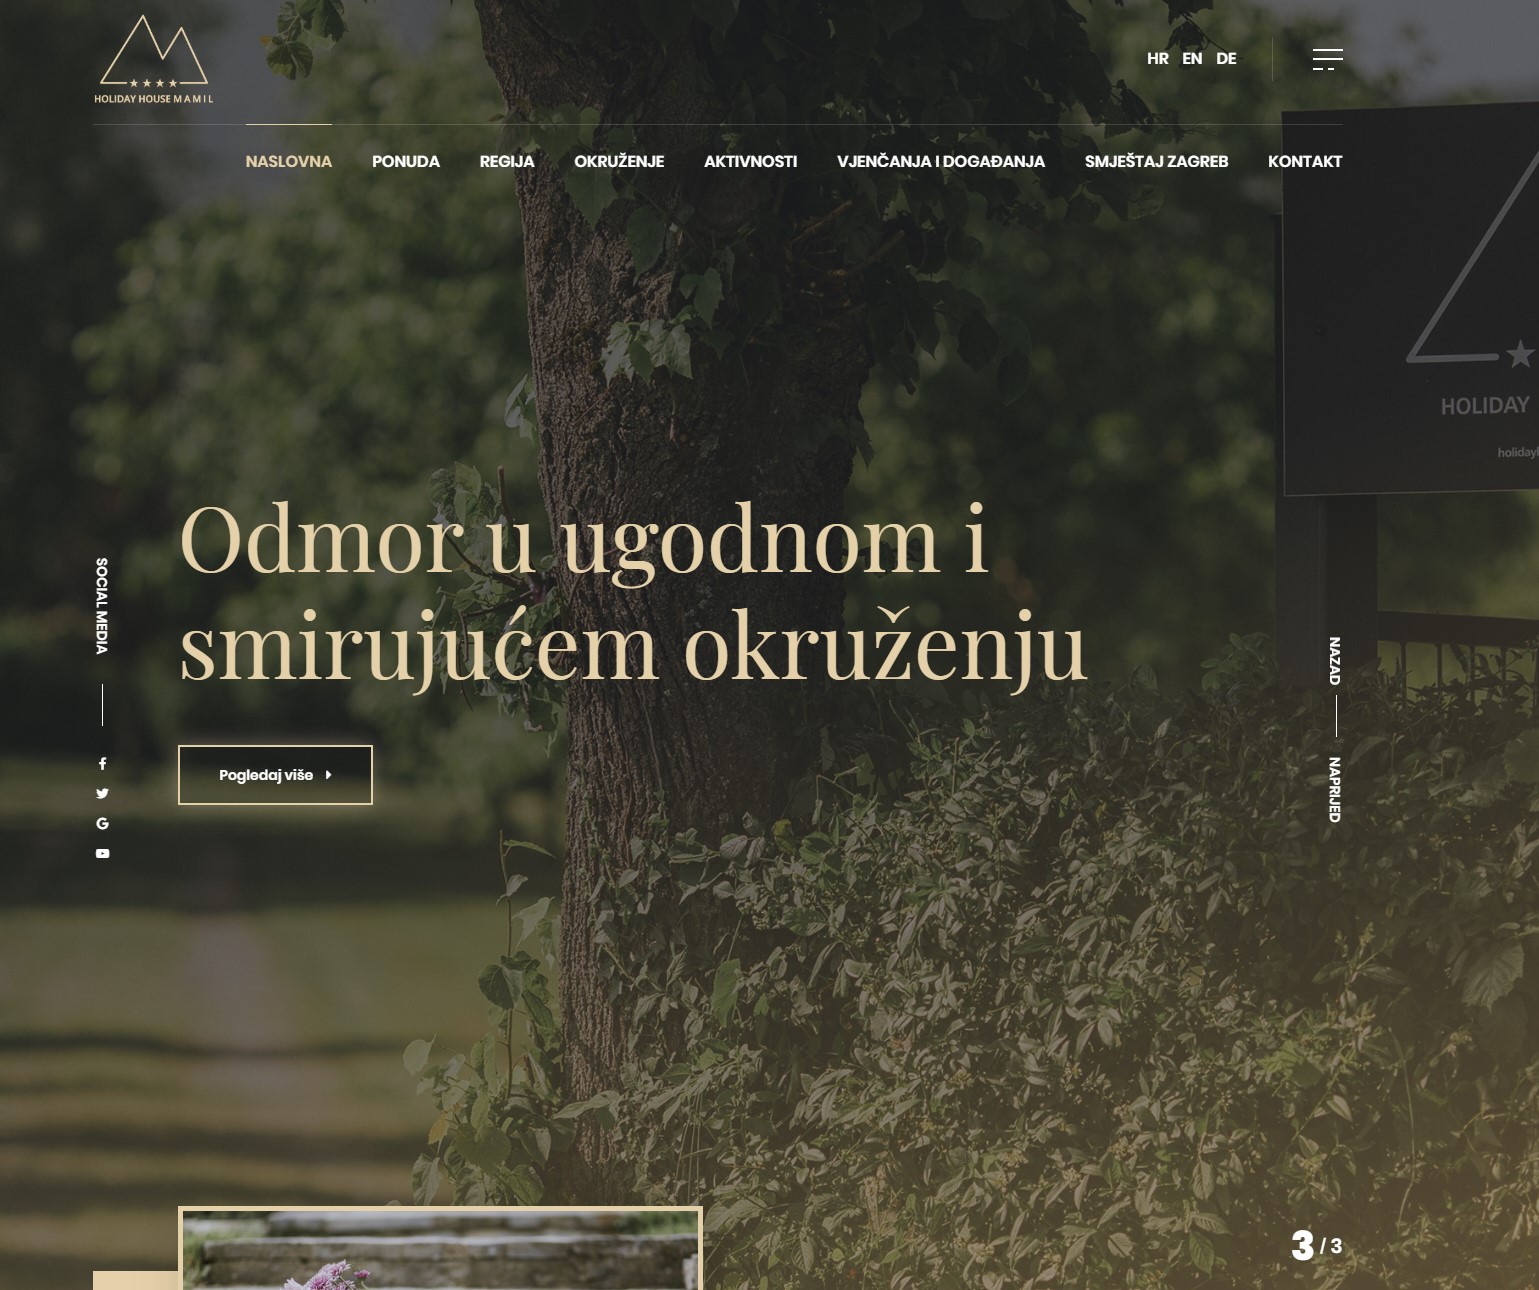 HOLIDAY HOUSE MAMIL
HR EN DE
NASLOVNA PONUDA REGIJA OKRUŽENJE AKTIVNOSTI VJENČANJA I DOGAĐANJA SMJEŠTAJ ZAGREB KONTAKT
HOLIDAY
Odmor u ugodnom i
smirujućem okruženju
SOCIAL MEDIA
Pogledaj više
NAZAD
NAPRIJED
3 / 3